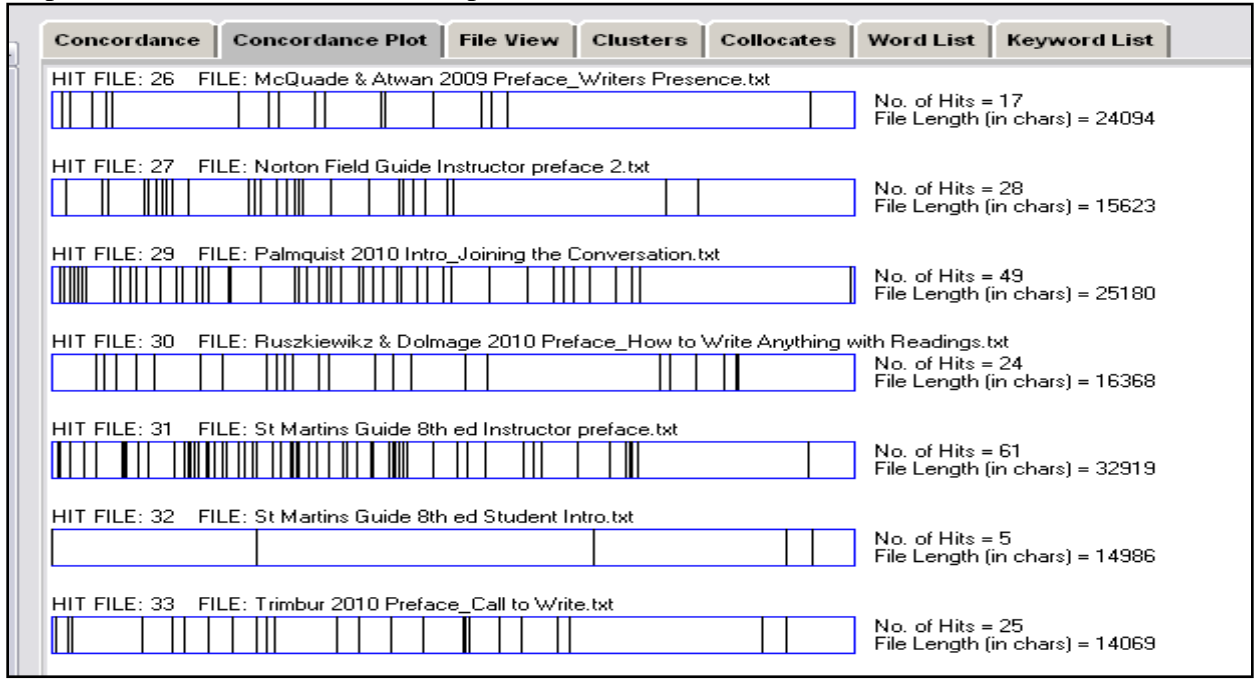 Concordance Concordance Plot File View Clusters Collocates Word List Keyword List
HIT FILE: 26 FILE: McQuade & Atwan 2009 Preface_Writers Presence.txt
No. of Hits = 17
File Length (in chars) = 24094
HIT FILE: 27 FILE: Norton Field Guide Instructor preface 2.txt
No. of Hits = 28
File Length (in chars) = 15623
HIT FILE: 29 FILE: Palmquist 2010 Intro_Joining the Conversation.txt
No. of Hits = 49
File Length (in chars) = 25180
HIT FILE: 30 FILE: Ruszkiewikz & Dolmage 2010 Preface_How to Write Anything with Readings.txt
No. of Hits = 24
File Length (in chars) = 16368
HIT FILE: 31 FILE: St Martins Guide 8th ed Instructor preface.txt
No. of Hits = 61
File Length (in chars) = 32919
HIT FILE: 32 FILE: St Martins Guide 8th ed Student Intro.txt
No. of Hits = 5
File Length (in chars) = 14986
HIT FILE: 33 FILE: Trimbur 2010 Preface_Call to Write.txt
No. of Hits = 25
File Length (in chars) = 14069